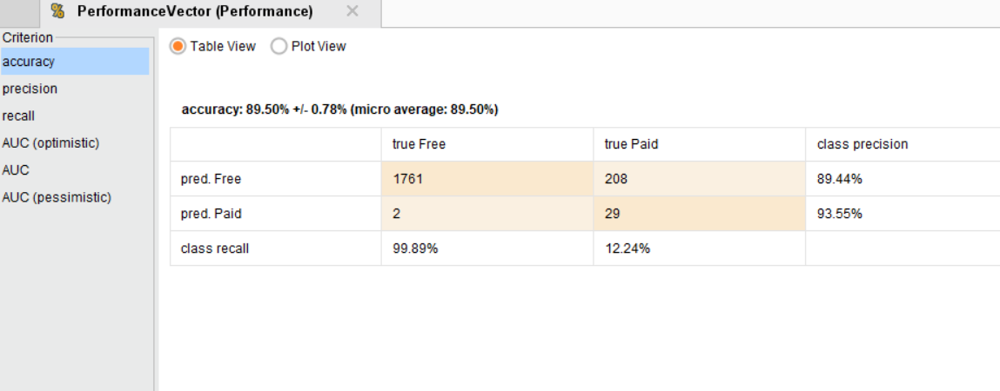 PerformanceVector (Performance)
Criterion
accuracy
precision
recall
AUC (optimistic)
AUC
AUC (pessimistic)
Table View Plot View
accuracy: 89.50% +/- 0.78% (micro average: 89.50%)
true Free true Paid class precision
pred. Free 1761 208 89.44%
pred. Paid 2 29 93.55%
class recall 99.89% 12.24%